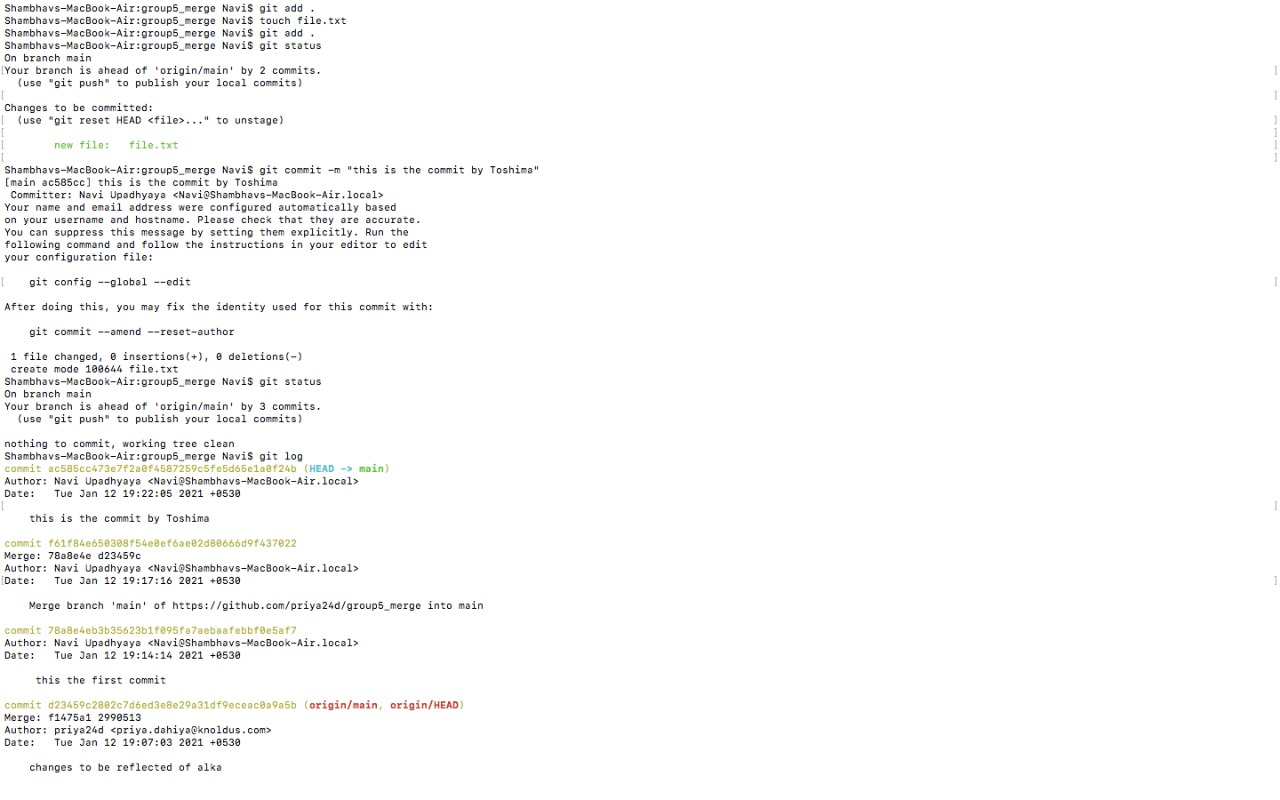 Shambhavs-MacBook-Air:group5_merge Navi$ git add .
Shambhavs-MacBook-Air:group5_merge Navi$ touch file.txt
Shambhavs-MacBook-Air:group5_merge Navi$ git add .
Shambhavs-MacBook-Air:group5_merge Navi$ git status
On branch main
[Your branch is ahead of 'origin/main' by 2 commits. ]
  (use "git push" to publish your local commits)
[ ]
Changes to be committed:
[  (use "git reset HEAD <file>..." to unstage) ]
[ ]
[        new file:   file.txt ]
[ ]
Shambhavs-MacBook-Air:group5_merge Navi$ git commit -m "this is the commit by Toshima"
[main ac585cc] this is the commit by Toshima
 Committer: Navi Upadhyaya <Navi@Shambhavs-MacBook-Air.local>
Your name and email address were configured automatically based
on your username and hostname. Please check that they are accurate.
You can suppress this message by setting them explicitly. Run the
following command and follow the instructions in your editor to edit
your configuration file:
[    git config --global --edit ]
After doing this, you may fix the identity used for this commit with:
    git commit --amend --reset-author
 1 file changed, 0 insertions(+), 0 deletions(-)
 create mode 100644 file.txt
Shambhavs-MacBook-Air:group5_merge Navi$ git status
On branch main
Your branch is ahead of 'origin/main' by 3 commits.
  (use "git push" to publish your local commits)
nothing to commit, working tree clean
Shambhavs-MacBook-Air:group5_merge Navi$ git log
commit ac585cc473e7f2a0f4587259c5fe5d65e1a0f24b (HEAD -> main)
Author: Navi Upadhyaya <Navi@Shambhavs-MacBook-Air.local>
Date:   Tue Jan 12 19:22:05 2021 +0530
[ ]
    this is the commit by Toshima
commit f61f84e650308f54e0ef6ae02d80666d9f437022
Merge: 78a8e4e d23459c
Author: Navi Upadhyaya <Navi@Shambhavs-MacBook-Air.local>
[Date:   Tue Jan 12 19:17:16 2021 +0530 ]
    Merge branch 'main' of https://github.com/priya24d/group5_merge into main
commit 78a8e4eb3b35623b1f095fa7aebaafebbf0e5af7
Author: Navi Upadhyaya <Navi@Shambhavs-MacBook-Air.local>
Date:   Tue Jan 12 19:14:14 2021 +0530
     this the first commit
commit d23459c2802c7d6ed3e8e29a31df9eceac0a9a5b (origin/main, origin/HEAD)
Merge: f1475a1 2990513
Author: priya24d <priya.dahiya@knoldus.com>
Date:   Tue Jan 12 19:07:03 2021 +0530
    changes to be reflected of alka